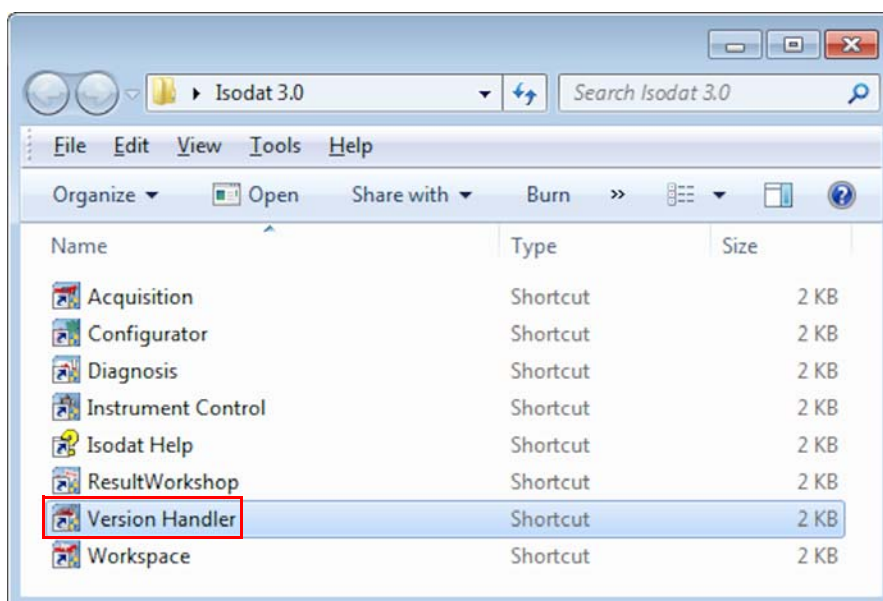 Isodat 3.0
Search Isodat 3.0
File Edit View Tools Help
Organize Open Share with Burn »
Name Type Size
Acquisition Shortcut 2 KB
Configurator Shortcut 2 KB
Diagnosis Shortcut 2 KB
Instrument Control Shortcut 2 KB
Isodat Help Shortcut 2 KB
ResultWorkshop Shortcut 2 KB
Version Handler Shortcut 2 KB
Workspace Shortcut 2 KB